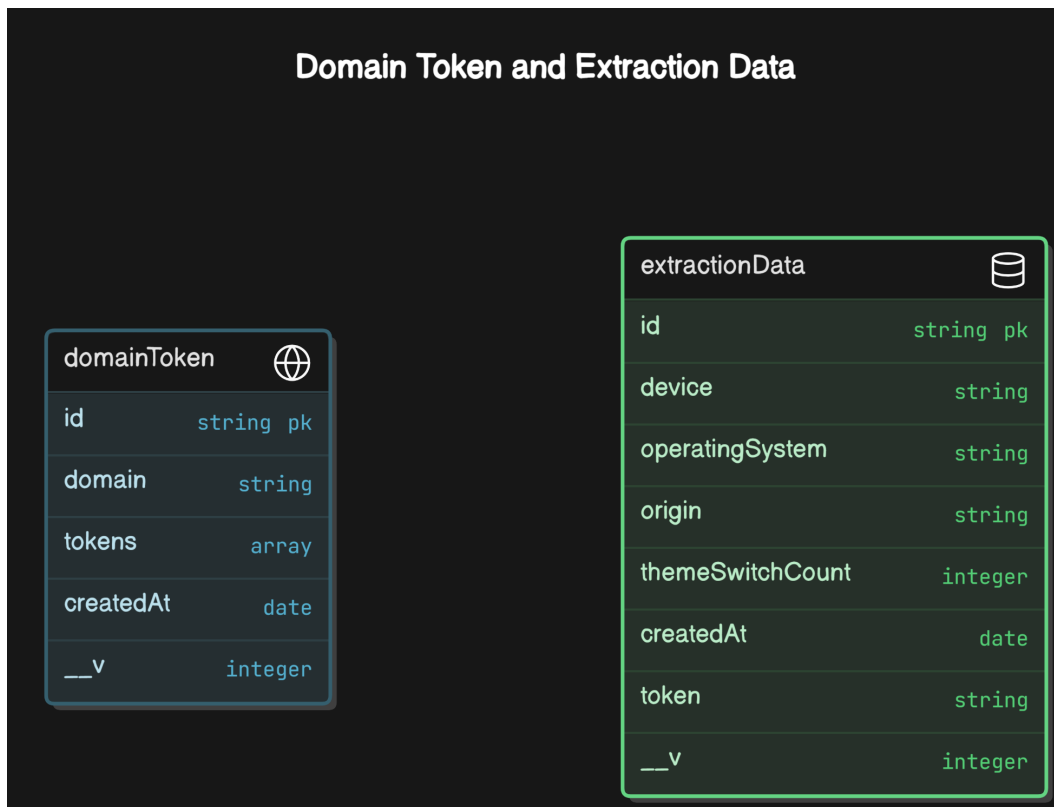 Domain Token and Extraction Data
domainToken
id string pk
domain string
tokens array
createdAt date
__v integer
extractionData
id string pk
device string
operatingSystem string
origin string
themeSwitchCount integer
createdAt date
token string
__v integer